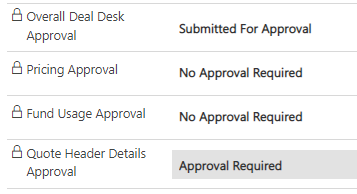 Overall Deal Desk
Approval
Submitted For Approval
Pricing Approval
No Approval Required
Fund Usage Approval
No Approval Required
Quote Header Details
Approval
Approval Required